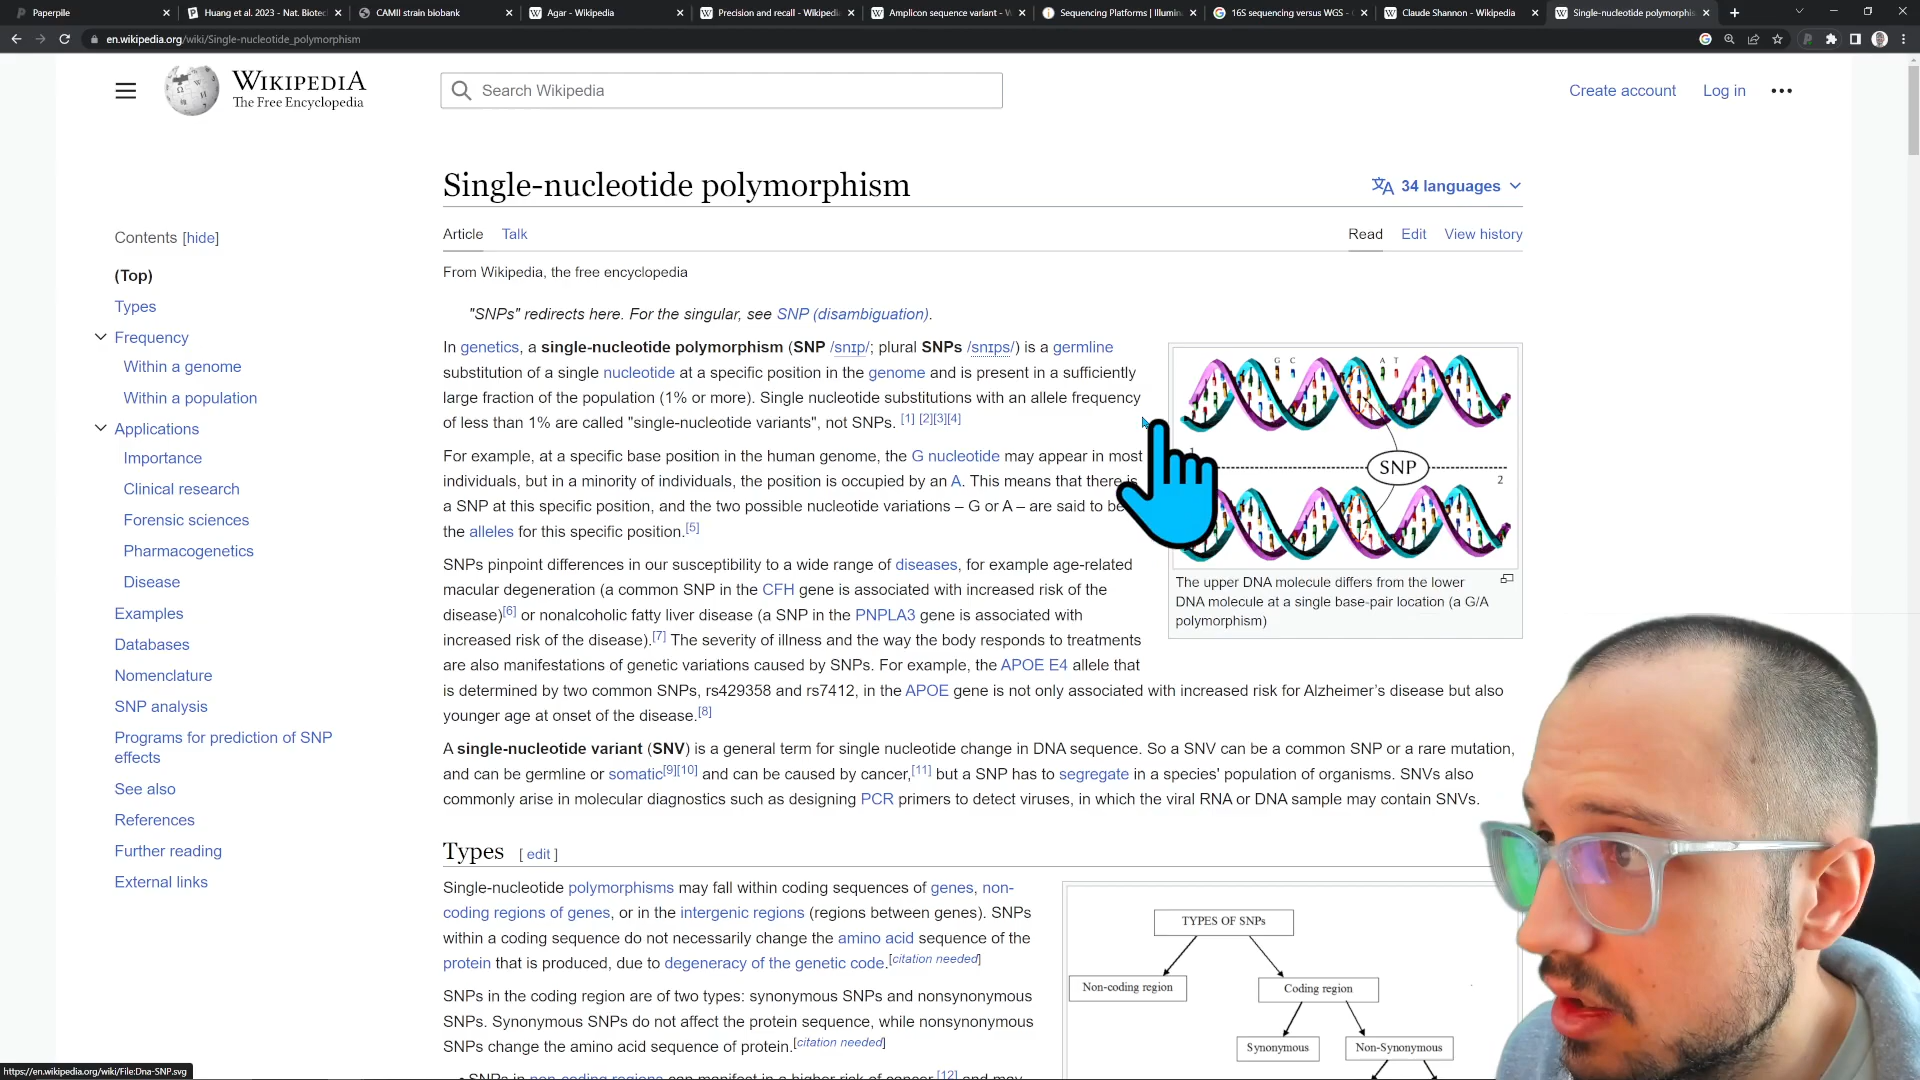 Paperpile
Huang et al. 2023 - Nat. Biotec
CAMII strain biobank
Agar - Wikipedia
Precision and recall - Wikipedi
Amplicon sequence variant - W
Sequencing Platforms | Illumin
16S sequencing versus WGS -
Claude Shannon - Wikipedia
Single-nucleotide polymorphis
en.wikipedia.org/wiki/Single-nucleotide_polymorphism
WIKIPEDIA
The Free Encyclopedia
Search Wikipedia
Create account
Log in
Single-nucleotide polymorphism
34 languages
Article Talk
Read Edit View history
From Wikipedia, the free encyclopedia
Contents [hide]
(Top)
Types
Frequency
Within a genome
Within a population
Applications
Importance
Clinical research
Forensic sciences
Pharmacogenetics
Disease
Examples
Databases
Nomenclature
SNP analysis
Programs for prediction of SNP
effects
See also
References
Further reading
External links
"SNPs" redirects here. For the singular, see SNP (disambiguation).
In genetics, a single-nucleotide polymorphism (SNP /snɪp/; plural SNPs /snɪps/) is a germline
substitution of a single nucleotide at a specific position in the genome and is present in a sufficiently
large fraction of the population (1% or more). Single nucleotide substitutions with an allele frequency
of less than 1% are called "single-nucleotide variants", not SNPs. [1] [2][3][4]
For example, at a specific base position in the human genome, the G nucleotide may appear in most
individuals, but in a minority of individuals, the position is occupied by an A. This means that there is
a SNP at this specific position, and the two possible nucleotide variations – G or A – are said to be
the alleles for this specific position.[5]
SNPs pinpoint differences in our susceptibility to a wide range of diseases, for example age-related
macular degeneration (a common SNP in the CFH gene is associated with increased risk of the
disease)[6] or nonalcoholic fatty liver disease (a SNP in the PNPLA3 gene is associated with
increased risk of the disease).[7] The severity of illness and the way the body responds to treatments
are also manifestations of genetic variations caused by SNPs. For example, the APOE E4 allele that
is determined by two common SNPs, rs429358 and rs7412, in the APOE gene is not only associated with increased risk for Alzheimer's disease but also
younger age at onset of the disease.[8]
A single-nucleotide variant (SNV) is a general term for single nucleotide change in DNA sequence. So a SNV can be a common SNP or a rare mutation,
and can be germline or somatic[9][10] and can be caused by cancer,[11] but a SNP has to segregate in a species' population of organisms. SNVs also
commonly arise in molecular diagnostics such as designing PCR primers to detect viruses, in which the viral RNA or DNA sample may contain SNVs.
G C A T
1
SNP
2
The upper DNA molecule differs from the lower
DNA molecule at a single base-pair location (a G/A
polymorphism)
Types [ edit ]
Single-nucleotide polymorphisms may fall within coding sequences of genes, non-
coding regions of genes, or in the intergenic regions (regions between genes). SNPs
within a coding sequence do not necessarily change the amino acid sequence of the
protein that is produced, due to degeneracy of the genetic code.[citation needed]
SNPs in the coding region are of two types: synonymous SNPs and nonsynonymous
SNPs. Synonymous SNPs do not affect the protein sequence, while nonsynonymous
SNPs change the amino acid sequence of protein.[citation needed]
• SNPs in non-coding regions can manifest in a higher risk of cancer,[12] and may
TYPES OF SNPs
Non-coding region
Coding region
Synonymous
Non-Synonymous
https://en.wikipedia.org/wiki/File:Dna-SNP.svg